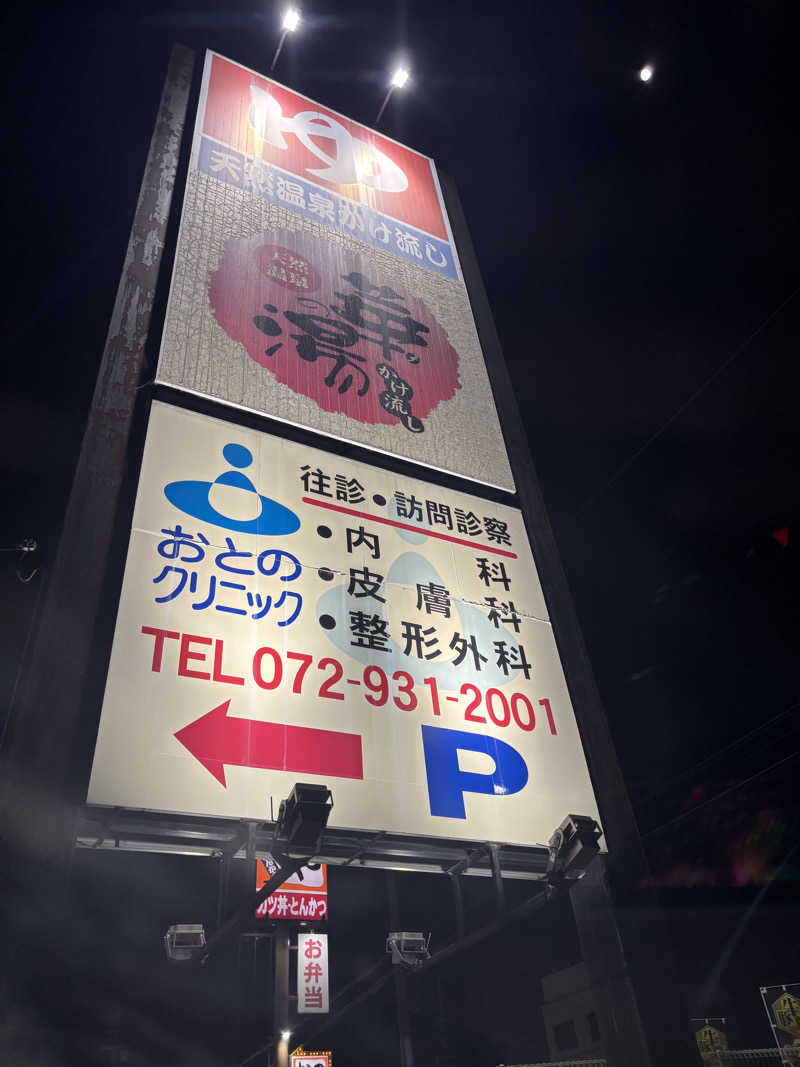 ゆ
天然温泉かけ流し
天然
温泉
華
湯
かけ流し
往診・訪問診察
おとの
クリニック
・内科
・皮膚科
・整形外科
TEL 072-931-2001
P
カツ丼・とんかつ
お弁当